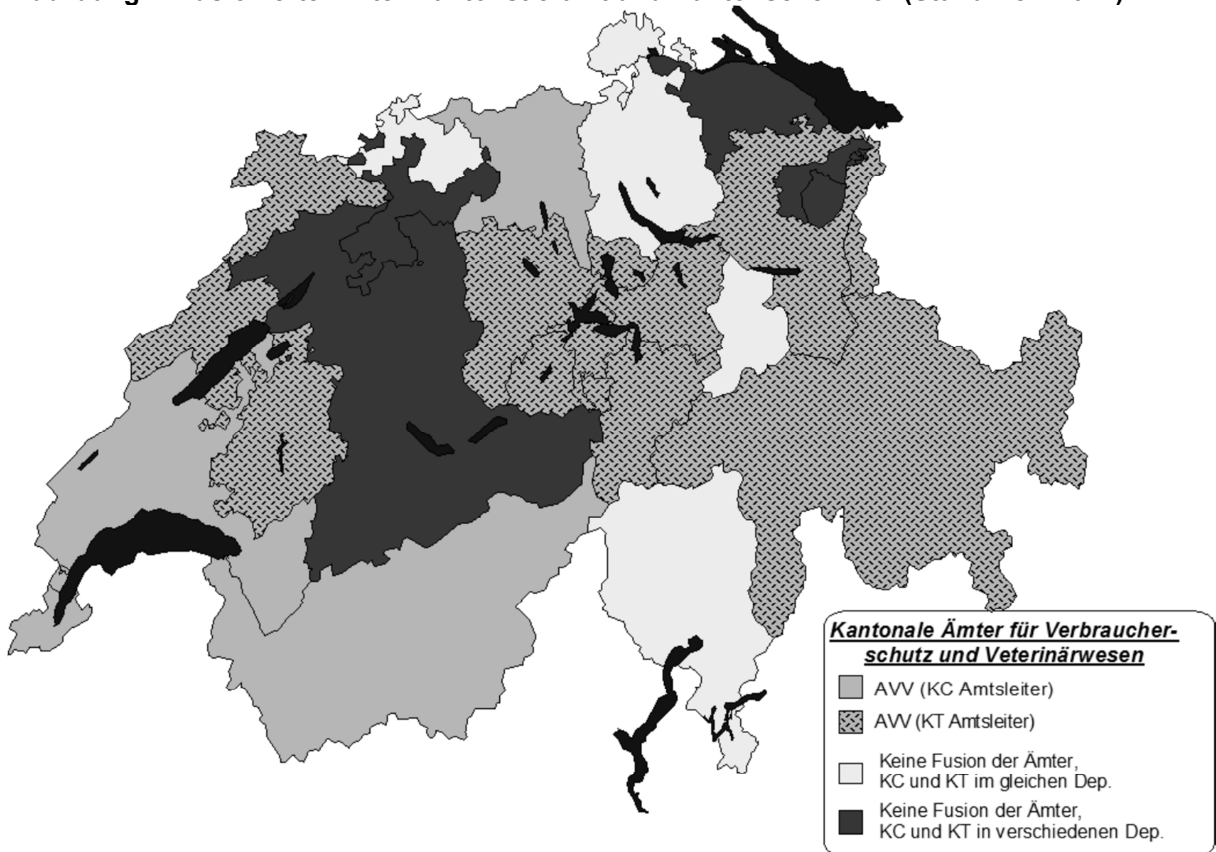 Kantonale Ämter für Verbraucher-
schutz und Veterinärwesen
AVV (KC Amtsleiter)
AVV (KT Amtsleiter)
Keine Fusion der Ämter,
KC und KT im gleichen Dep.
Keine Fusion der Ämter,
KC und KT in verschiedenen Dep.